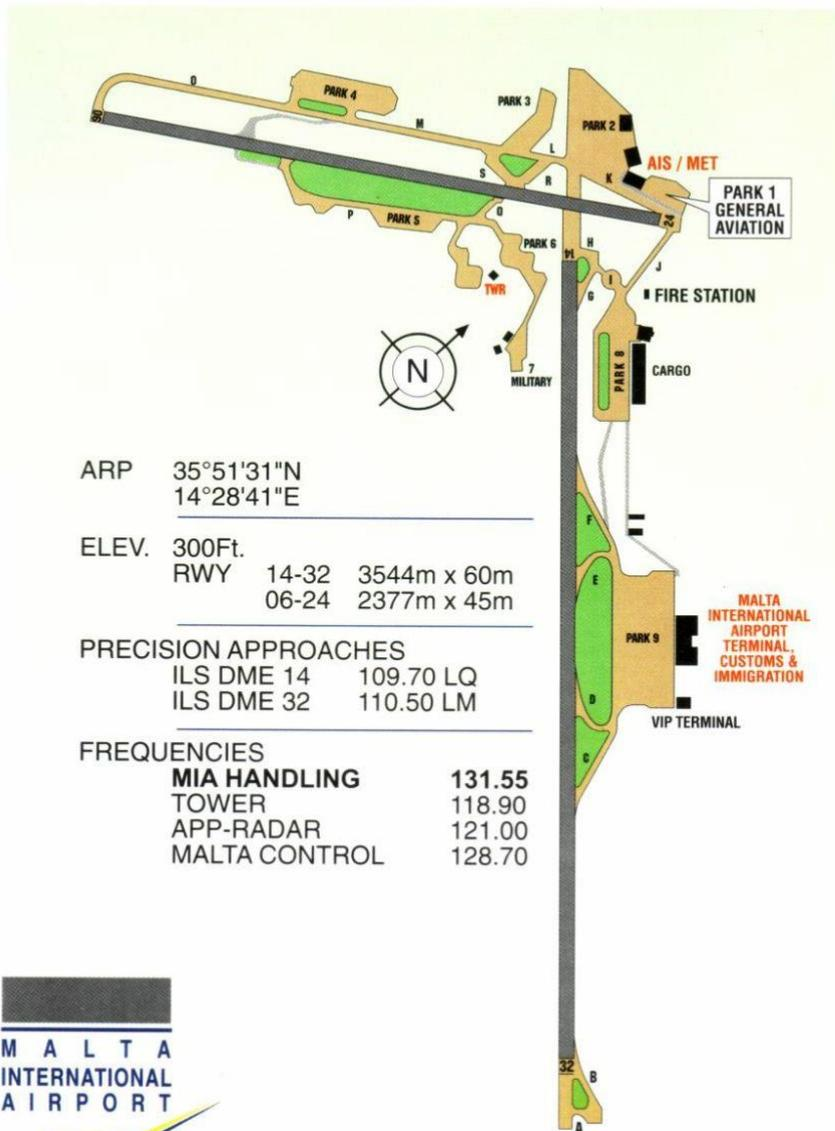 O
PARK 4
06
M
PARK 3
PARK 2
L
AIS / MET
S
R
K
PARK 1
GENERAL
AVIATION
24
P
PARK 5
Q
PARK 6
14
H
J
I
G
TWR
FIRE STATION
N
7
MILITARY
PARK 8
CARGO
ARP 35°51'31"N
14°28'41"E
ELEV. 300Ft.
RWY 14-32 3544m x 60m
06-24 2377m x 45m
PRECISION APPROACHES
ILS DME 14 109.70 LQ
ILS DME 32 110.50 LM
FREQUENCIES
MIA HANDLING 131.55
TOWER 118.90
APP-RADAR 121.00
MALTA CONTROL 128.70
F
E
PARK 9
MALTA
INTERNATIONAL
AIRPORT
TERMINAL,
CUSTOMS &
IMMIGRATION
D
VIP TERMINAL
C
32
B
A
MALTA
INTERNATIONAL
AIRPORT